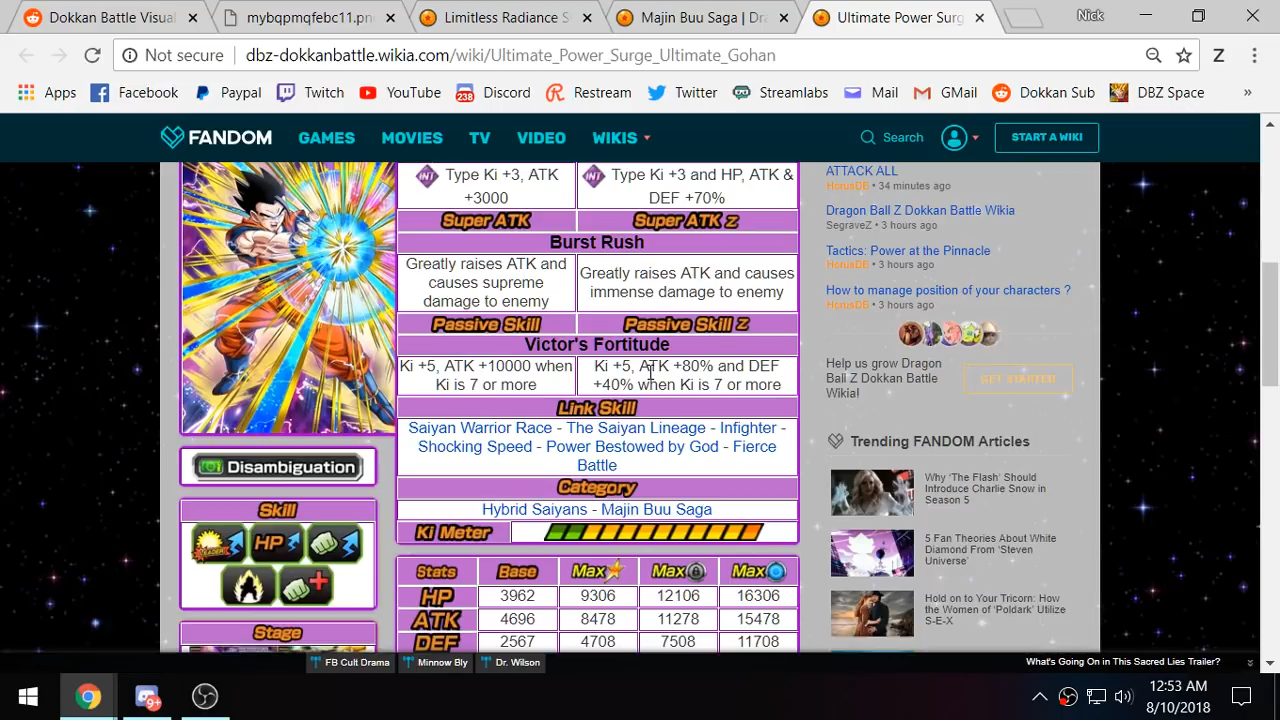 Dokkan Battle Visual
mybqpmqfebc11.pn
Limitless Radiance S
Majin Buu Saga | Dra
Ultimate Power Surg
Nick
Not secure
dbz-dokkanbattle.wikia.com/wiki/Ultimate_Power_Surge_Ultimate_Gohan
Apps
Facebook
Paypal
Twitch
YouTube
238
Discord
Restream
Twitter
Streamlabs
Mail
GMail
Dokkan Sub
DBZ Space
»
FANDOM
GAMES
MOVIES
TV
VIDEO
WIKIS
Search
START A WIKI
INT Type Ki +3, ATK
+3000
INT Type Ki +3 and HP, ATK &
DEF +70%
Super ATK
Super ATK Z
Burst Rush
Greatly raises ATK and
causes supreme
damage to enemy
Greatly raises ATK and causes
immense damage to enemy
Passive Skill
Passive Skill Z
Victor's Fortitude
Ki +5, ATK +10000 when
Ki is 7 or more
Ki +5, ATK +80% and DEF
+40% when Ki is 7 or more
Link Skill
Saiyan Warrior Race - The Saiyan Lineage - Infighter -
Shocking Speed - Power Bestowed by God - Fierce
Battle
Category
Hybrid Saiyans - Majin Buu Saga
Ki Meter
Stats
Base
Max
Max
Max
HP
3962
9306
12106
16306
ATK
4696
8478
11278
15478
DEF
2567
4708
7508
11708
Disambiguation
Skill
LEADER
HP
Stage
ATTACK ALL
HorusDB • 34 minutes ago
Dragon Ball Z Dokkan Battle Wikia
SegraveZ • 3 hours ago
Tactics: Power at the Pinnacle
HorusDB • 3 hours ago
How to manage position of your characters ?
HorusDB • 3 hours ago
Help us grow Dragon
Ball Z Dokkan Battle
Wikia!
GET STARTED
Trending FANDOM Articles
Why 'The Flash' Should
Introduce Charlie Snow in
Season 5
5 Fan Theories About White
Diamond From 'Steven
Universe'
Hold on to Your Tricorn: How
the Women of 'Poldark' Utilize
S-E-X
FB Cult Drama
Minnow Bly
Dr. Wilson
What's Going On in This Sacred Lies Trailer?
9+
12:53 AM
8/10/2018